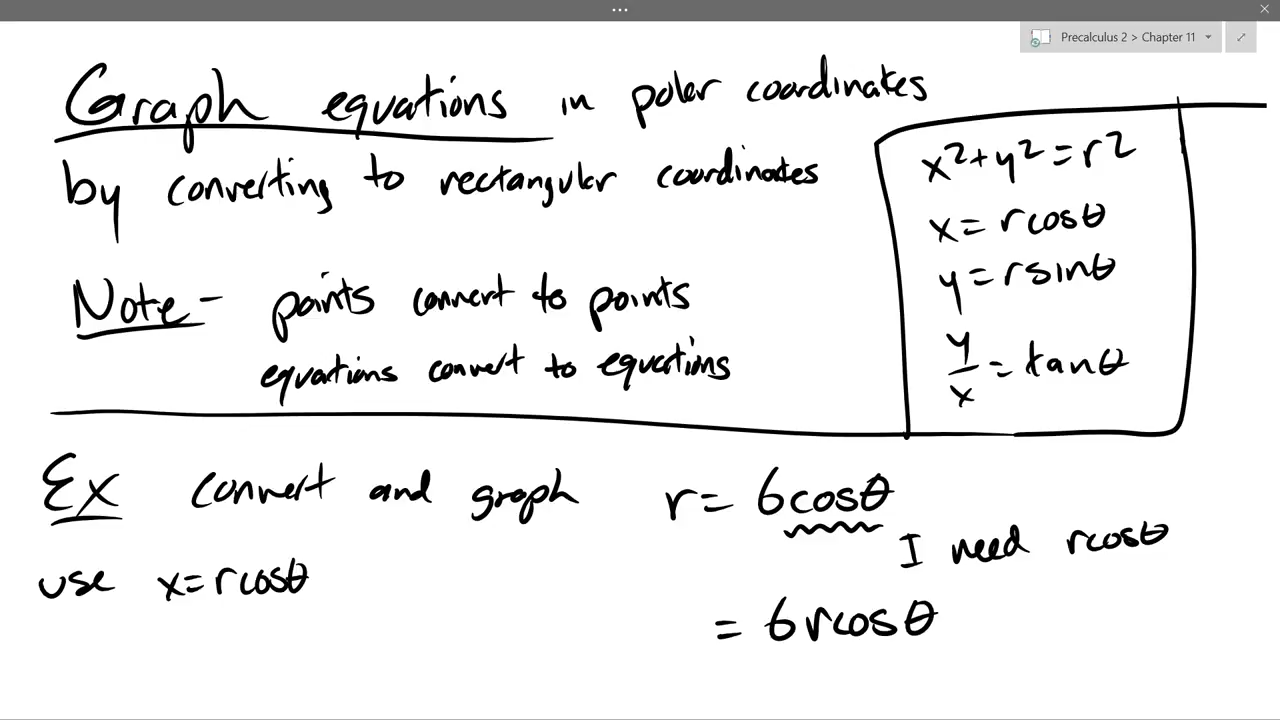 ...
Precalculus 2 > Chapter 11
Graph equations in polar coordinates
by converting to rectangular coordinates
x²+y²=r²
x=rcosθ
y=rsinθ
y/x = tanθ
Note - points convert to points
equations convert to equations
Ex convert and graph r = 6cosθ
I need rcosθ
use x=rcosθ
= 6rcosθ